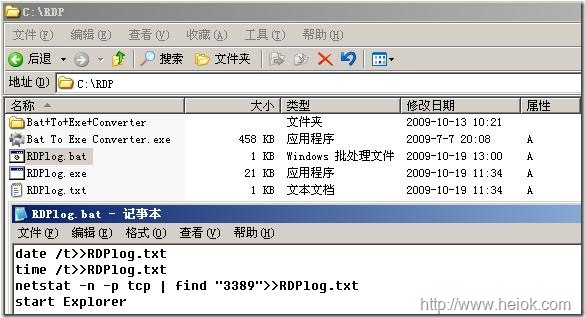 C:\RDP
文件(F) 编辑(E) 查看(V) 收藏(A) 工具(T) 帮助(H)
后退 搜索 文件夹
地址(D) C:\RDP
名称 大小 类型 修改日期 属性
Bat+To+Exe+Converter 文件夹 2009-10-13 10:21
Bat To Exe Converter.exe 458 KB 应用程序 2009-7-7 20:08 A
RDPlog.bat 1 KB Windows 批处理文件 2009-10-19 13:00 A
RDPlog.exe 21 KB 应用程序 2009-10-19 11:34 A
RDPlog.txt 1 KB 文本文档 2009-10-19 11:34 A
RDPlog.bat - 记事本
文件(F) 编辑(E) 格式(O) 查看(V) 帮助(H)
date /t>>RDPlog.txt
time /t>>RDPlog.txt
netstat -n -p tcp | find "3389">>RDPlog.txt
start Explorer
http://www.heiok.com